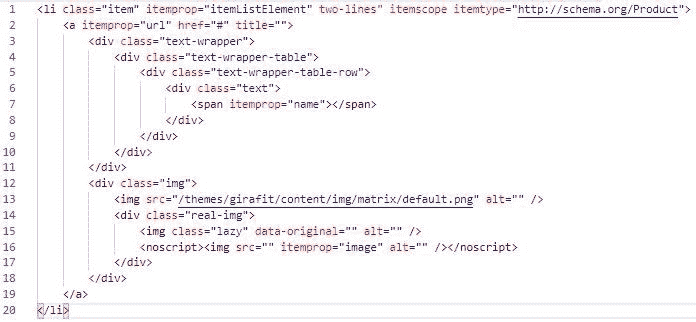 1 <li class="item" itemprop="itemListElement" two-lines" itemscope itemtype="http://schema.org/Product">
2 <a itemprop="url" href="#" title="">
3 <div class="text-wrapper">
4 <div class="text-wrapper-table">
5 <div class="text-wrapper-table-row">
6 <div class="text">
7 <span itemprop="name"></span>
8 </div>
9 </div>
10 </div>
11 </div>
12 <div class="img">
13 <img src="/themes/girafit/content/img/matrix/default.png" alt="" />
14 <div class="real-img">
15 <img class="lazy" data-original="" alt="" />
16 <noscript><img src="" itemprop="image" alt="" /></noscript>
17 </div>
18 </div>
19 </a>
20 </li>